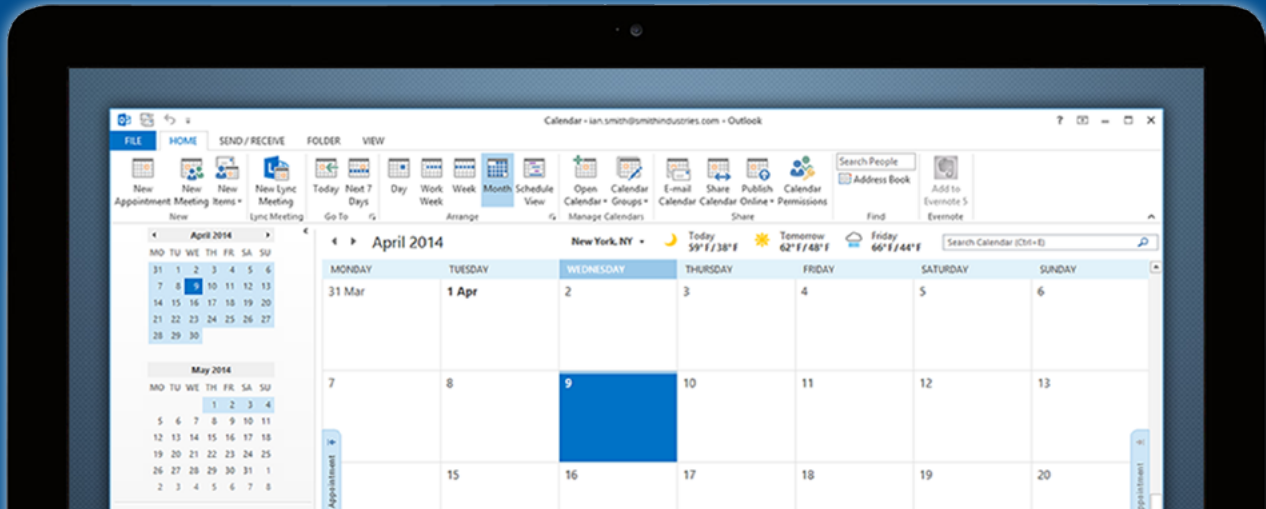 Calendar - ian.smith@smithindustries.com - Outlook
FILE HOME SEND / RECEIVE FOLDER VIEW
New Appointment
New Meeting
New Items
New
New Lync Meeting
Lync Meeting
Today
Next 7 Days
Go To
Day
Work Week
Week
Month
Schedule View
Arrange
Open Calendar
Calendar Groups
Manage Calendars
E-mail Calendar
Share Calendar
Publish Online
Calendar Permissions
Share
Search People
Address Book
Find
Add to Evernote 5
Evernote
April 2014
MO TU WE TH FR SA SU
31 1 2 3 4 5 6
7 8 9 10 11 12 13
14 15 16 17 18 19 20
21 22 23 24 25 26 27
28 29 30
May 2014
MO TU WE TH FR SA SU
1 2 3 4
5 6 7 8 9 10 11
12 13 14 15 16 17 18
19 20 21 22 23 24 25
26 27 28 29 30 31 1
2 3 4 5 6 7 8
April 2014
New York, NY
Today
59°F/38°F
Tomorrow
62°F/48°F
Friday
66°F/44°F
Search Calendar (Ctrl+E)
MONDAY TUESDAY WEDNESDAY THURSDAY FRIDAY SATURDAY SUNDAY
31 Mar 1 Apr 2 3 4 5 6
7 8 9 10 11 12 13
15 16 17 18 19 20
Appointment